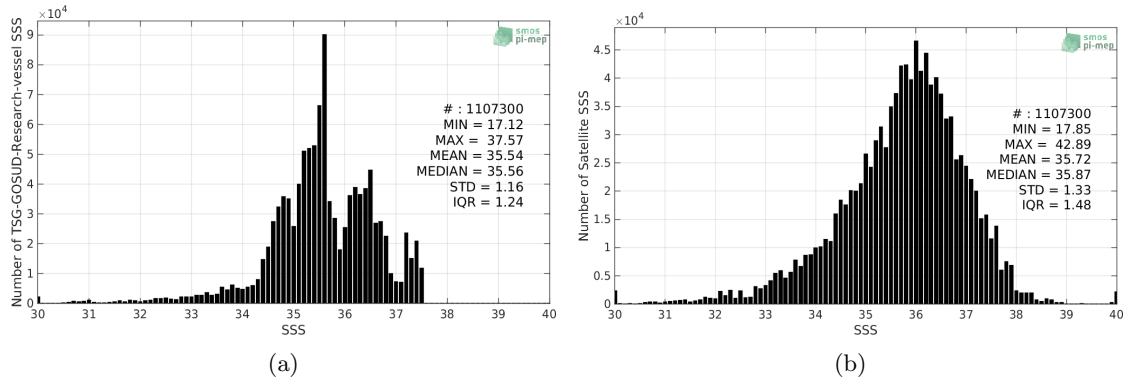 ×10⁴
Number of TSG-GOSUD-Research-vessel SSS
9
8
7
6
5
4
3
2
1
0
smos
pi-mep
# : 1107300
MIN = 17.12
MAX = 37.57
MEAN = 35.54
MEDIAN = 35.56
STD = 1.16
IQR = 1.24
30 31 32 33 34 35 36 37 38 39 40
SSS
(a)
×10⁴
Number of Satellite SSS
4.5
4
3.5
3
2.5
2
1.5
1
0.5
0
smos
pi-mep
# : 1107300
MIN = 17.85
MAX = 42.89
MEAN = 35.72
MEDIAN = 35.87
STD = 1.33
IQR = 1.48
30 31 32 33 34 35 36 37 38 39 40
SSS
(b)